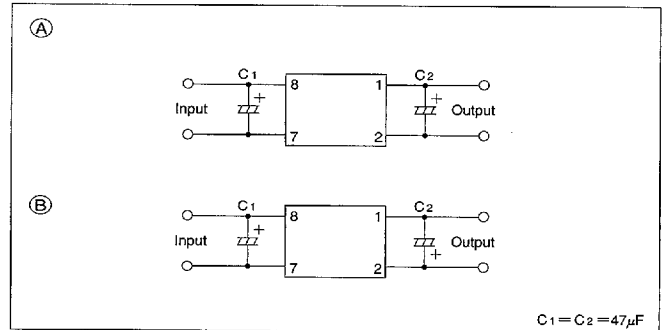 Ⓐ
C1 C2
8 1
+ +
Input Output
7 2
Ⓑ
C1 C2
8 1
+
Input Output
+
7 2
C1=C2=47μF